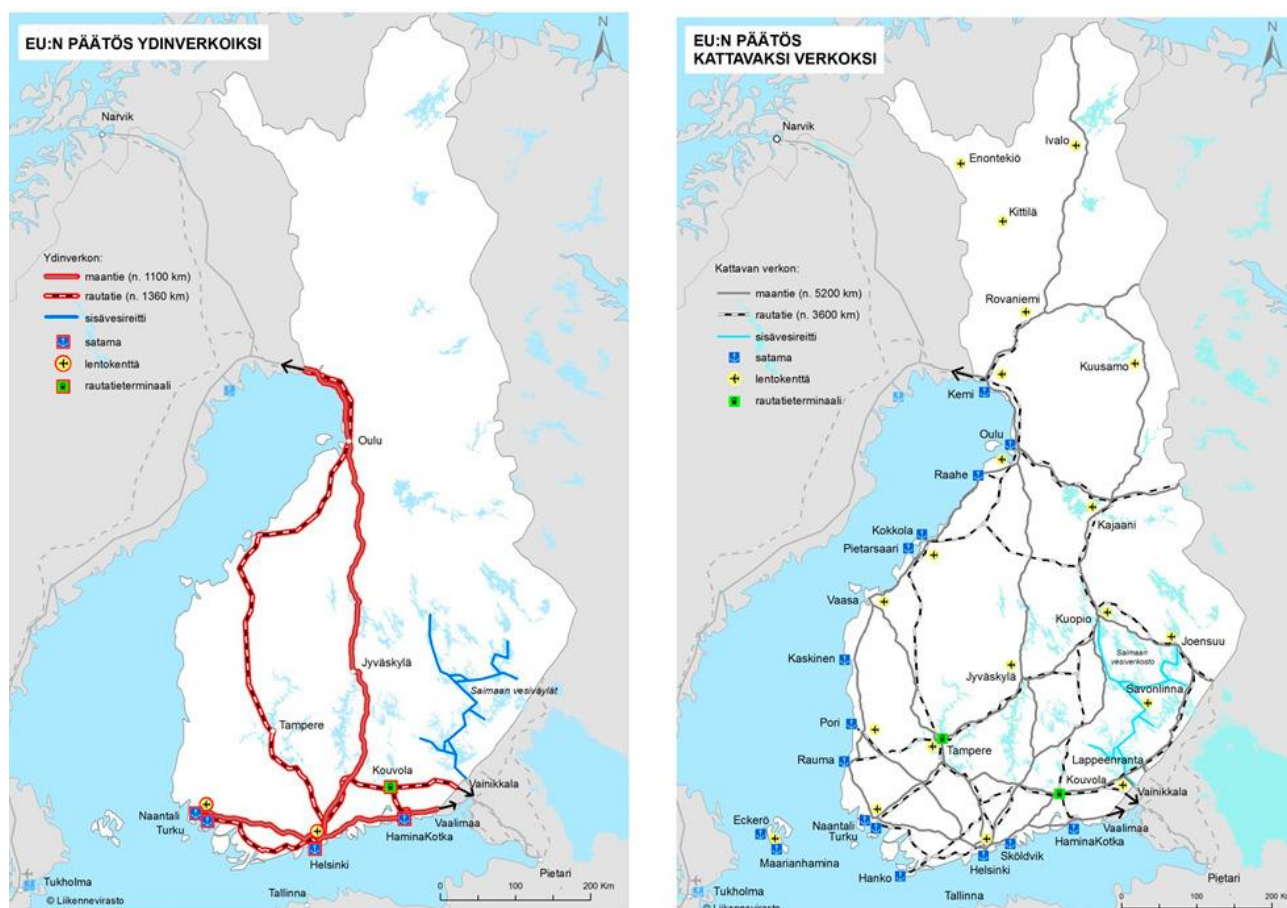 EU:N PÄÄTÖS YDINVERKOIKSI
N
Narvik
Ydinverkon:
maantie (n. 1100 km)
rautatie (n. 1360 km)
sisävesireitti
satama
lentokenttä
rautatieterminaali
Oulu
Jyväskylä
Saimaan vesiväylät
Tampere
Kouvola
Vainikkala
Naantali
Turku
Vaalimaa
HaminaKotka
Helsinki
Pietari
Tukholma
Tallinna
0 100 200 Km
© Liikennevirasto
EU:N PÄÄTÖS
KATTAVAKSI VERKOKSI
N
Narvik
Ivalo
Enontekiö
Kittilä
Kattavan verkon:
maantie (n. 5200 km)
rautatie (n. 3600 km)
sisävesireitti
satama
lentokenttä
rautatieterminaali
Rovaniemi
Kuusamo
Kemi
Oulu
Raahe
Kajaani
Kokkola
Pietarsaari
Vaasa
Kuopio
Joensuu
Saimaan
vesiverkosto
Kaskinen
Jyväskylä
Savonlinna
Pori
Tampere
Rauma
Lappeenranta
Kouvola
Vainikkala
Naantali
Turku
Vaalimaa
Eckerö
HaminaKotka
Maarianhamina
Sköldvik
Helsinki
Hanko
Pietari
Tukholma
Tallinna
0 100 200 Km
© Liikennevirasto